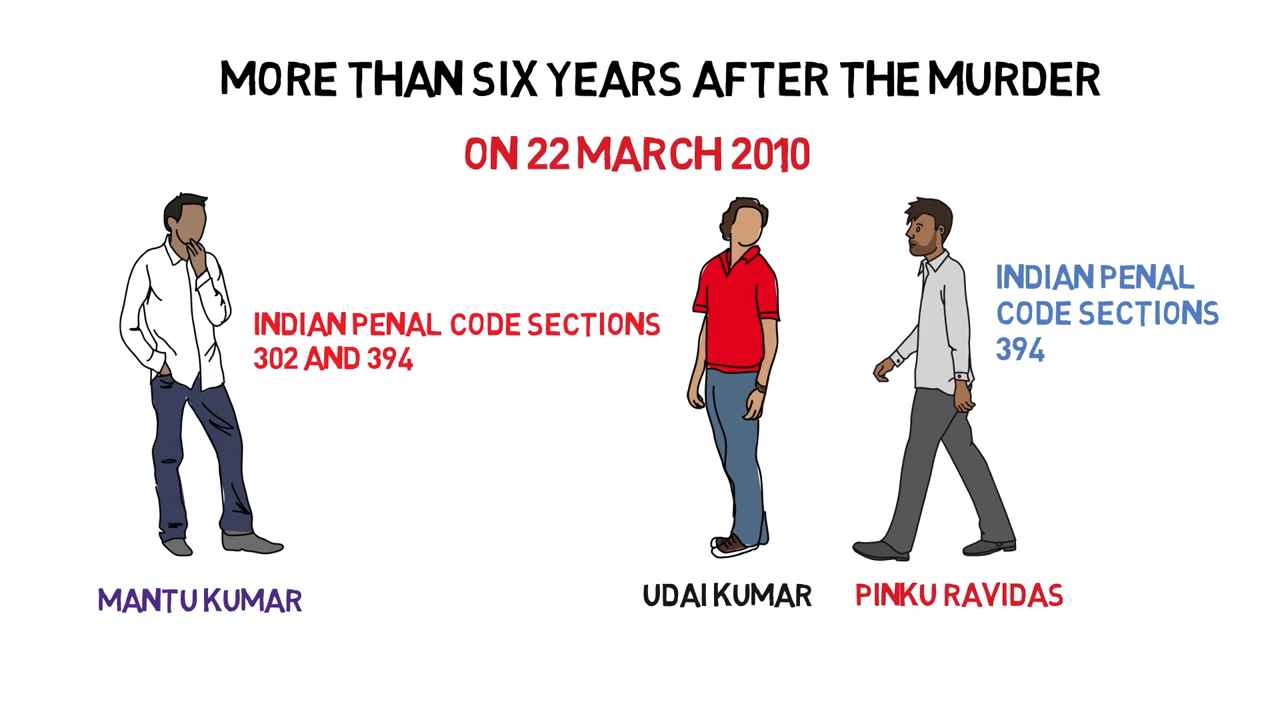 MORE THAN SIX YEARS AFTER THE MURDER
ON 22 MARCH 2010
INDIAN PENAL CODE SECTIONS
302 AND 394
INDIAN PENAL
CODE SECTIONS
394
MANTU KUMAR
UDAI KUMAR
PINKU RAVIDAS